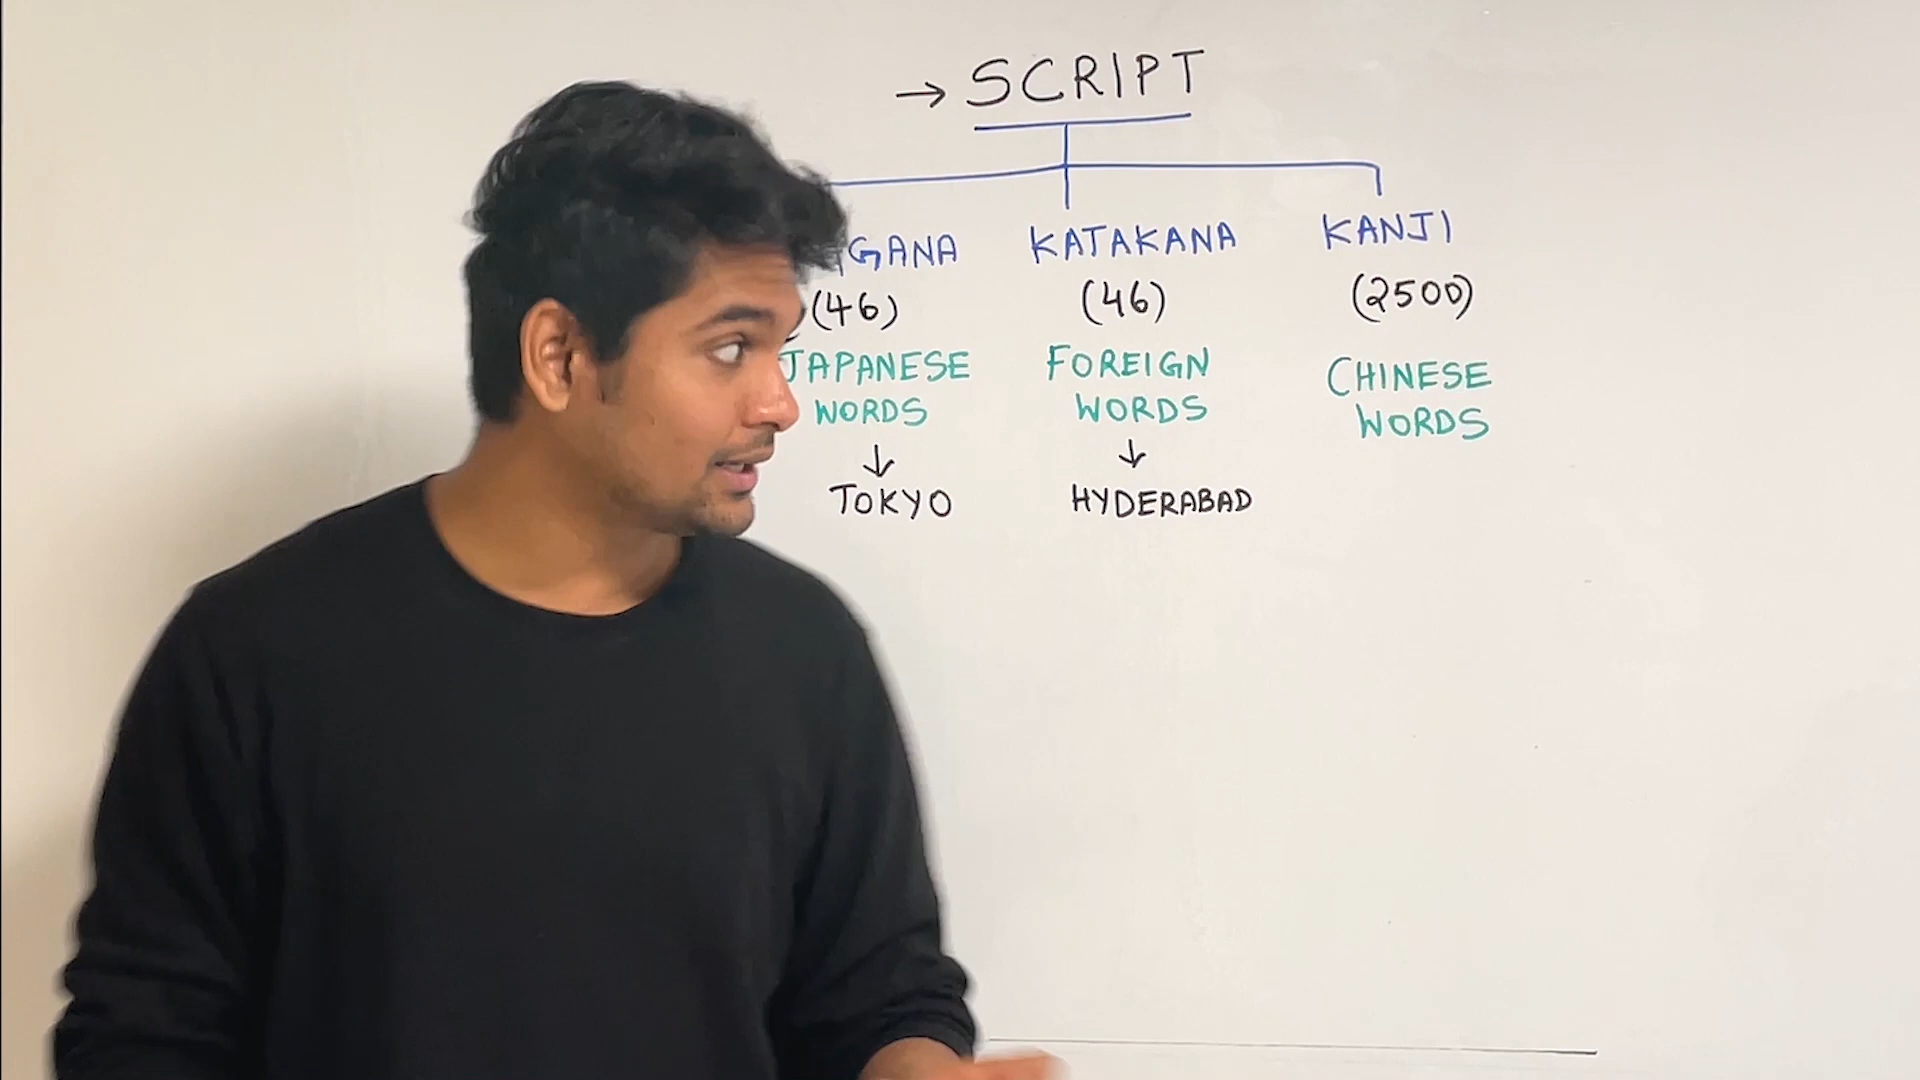 → SCRIPT
GANA KATAKANA KANJI
(46) (46) (2500)
JAPANESE FOREIGN CHINESE
WORDS WORDS WORDS
↓ ↓
TOKYO HYDERABAD